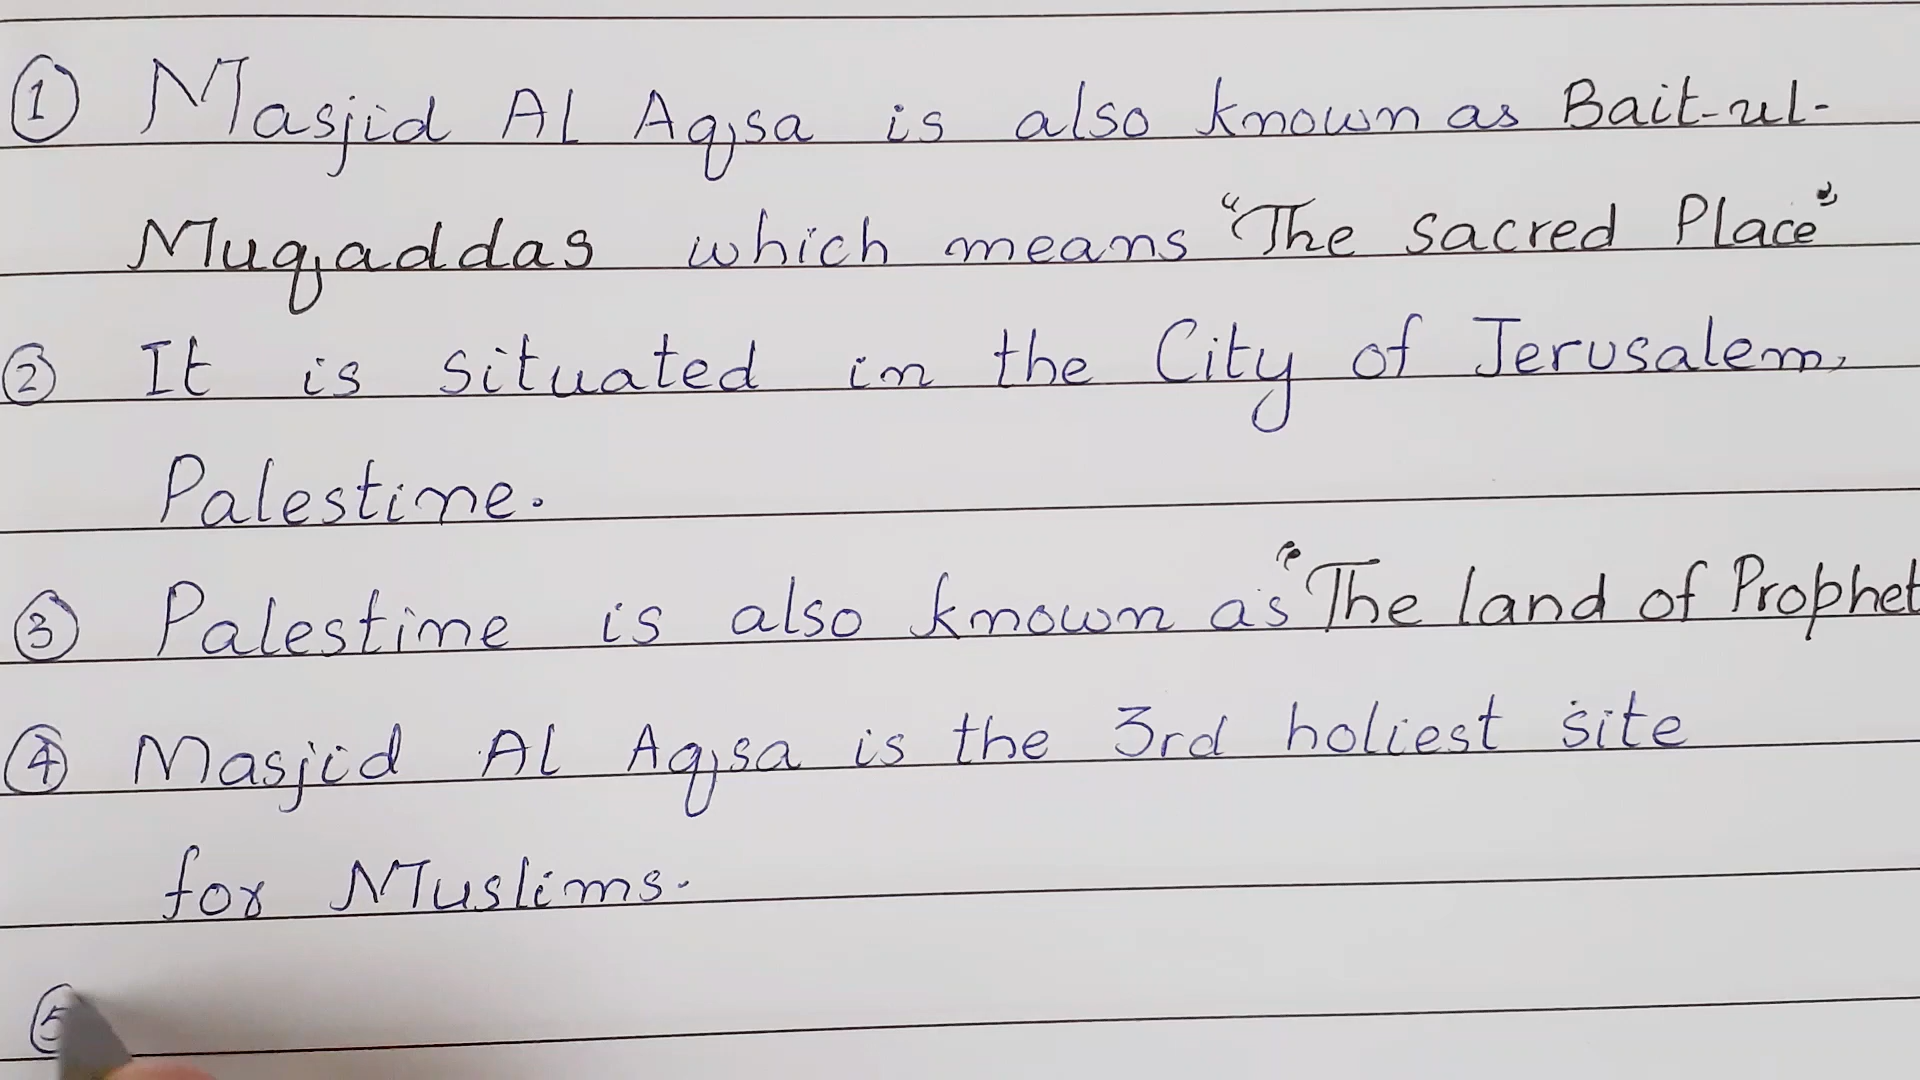 ① Masjid Al Aqsa is also known as Bait-ul-
Muqaddas which means "The Sacred Place"
② It is situated in the City of Jerusalem,
Palestine.
③ Palestine is also known as "The land of Prophet
④ Masjid Al Aqsa is the 3rd holiest site
for Muslims.
⑤